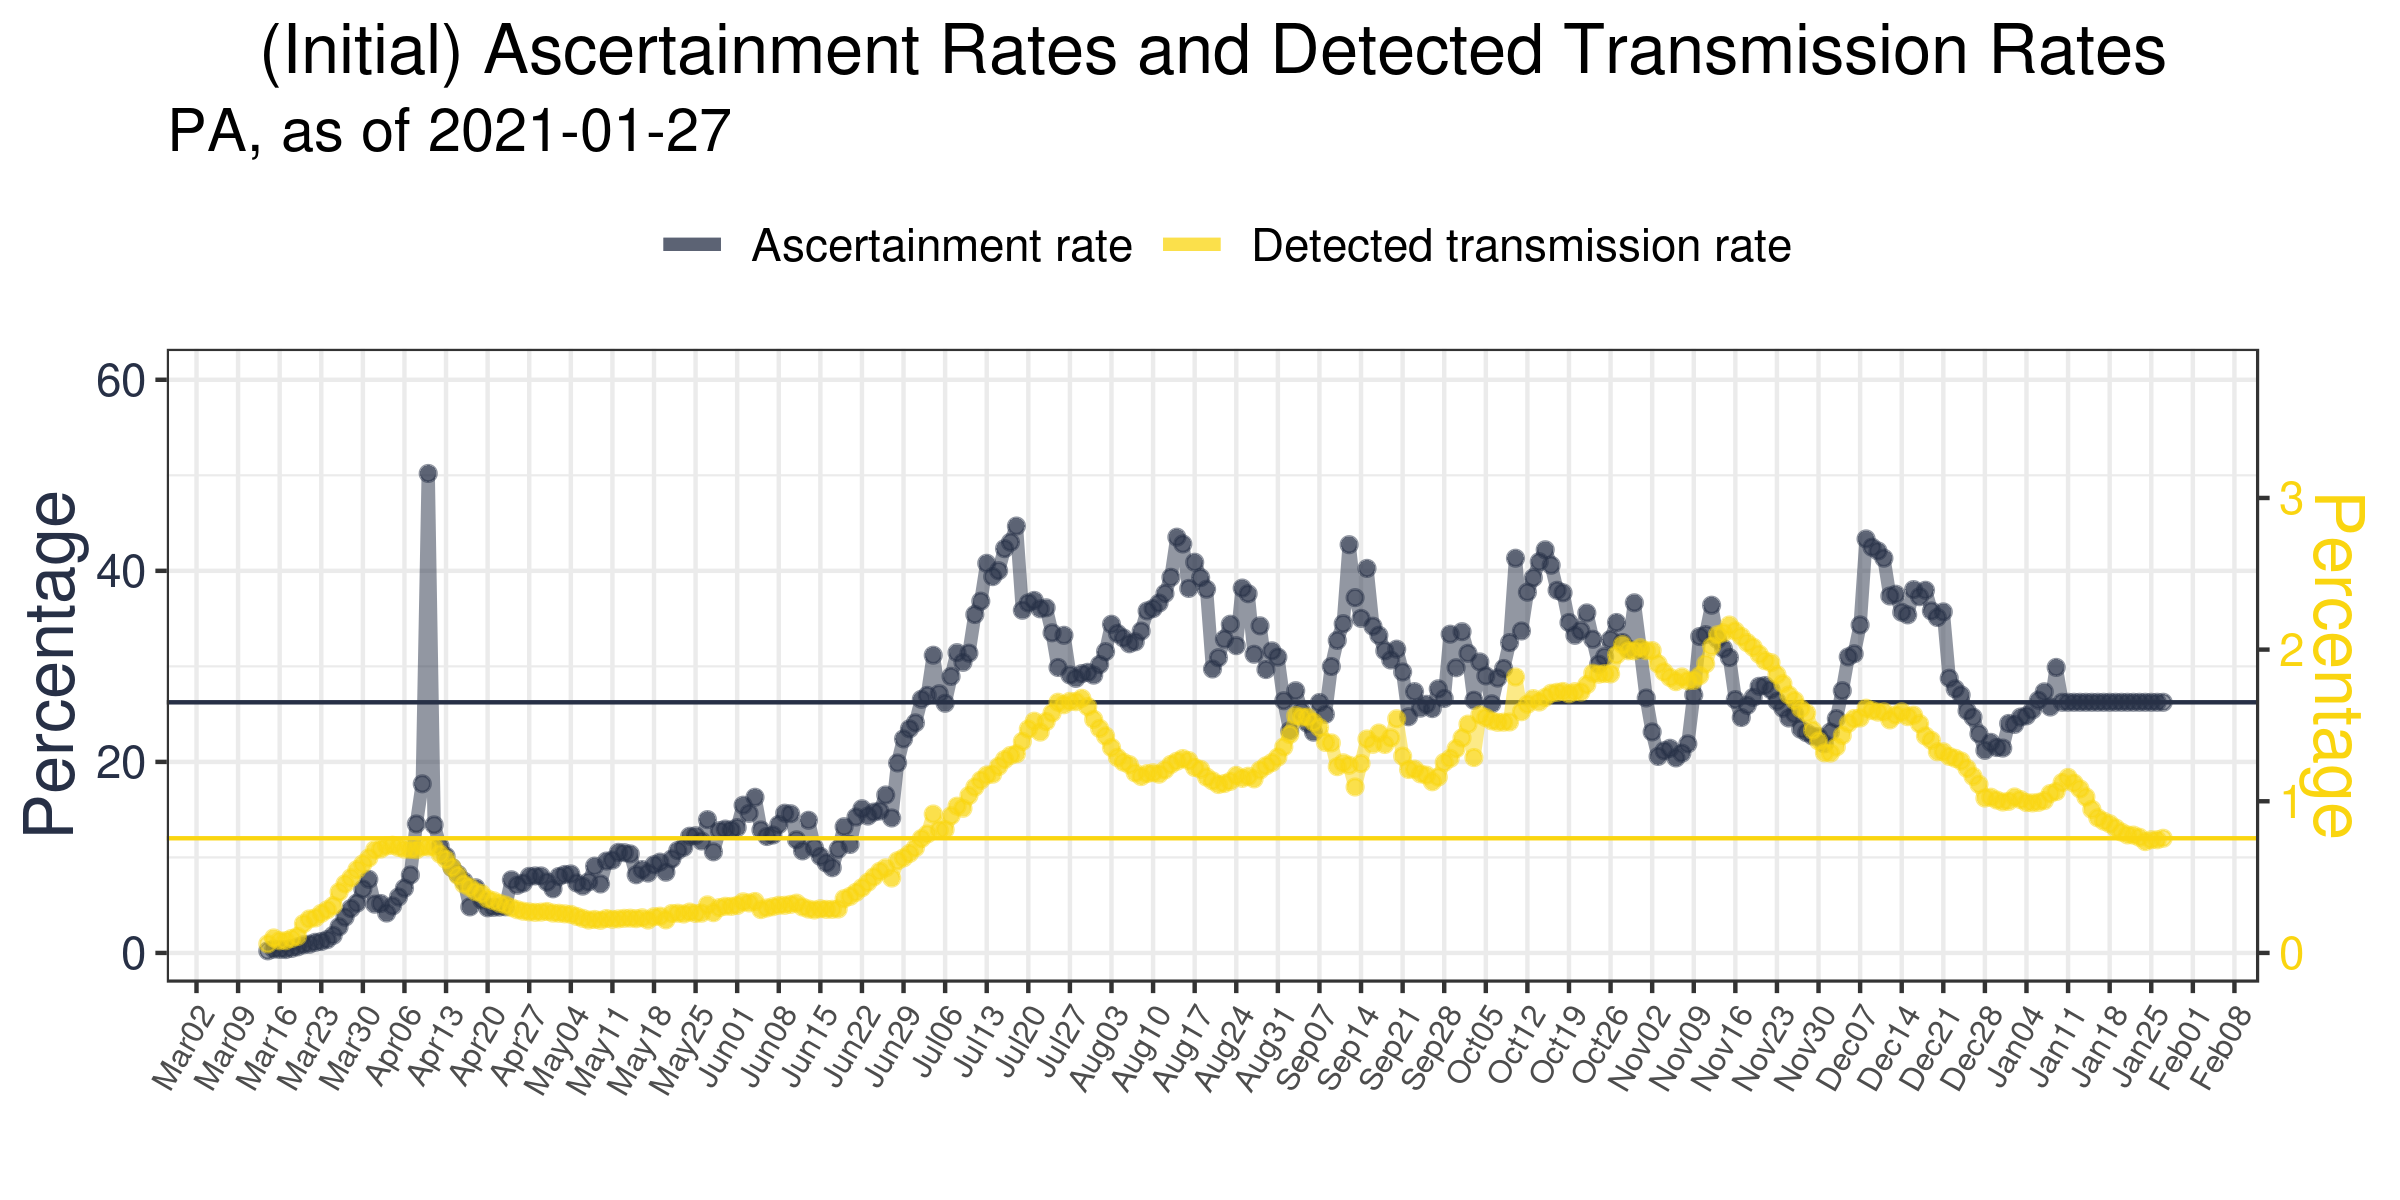 (Initial) Ascertainment Rates and Detected Transmission Rates
PA, as of 2021-01-27
Ascertainment rate Detected transmission rate
Percentage
60
40
20
0
3
2
1
0
Percentage
Mar02 Mar09 Mar16 Mar23 Mar30 Apr06 Apr13 Apr20 Apr27 May04 May11 May18 May25 Jun01 Jun08 Jun15 Jun22 Jun29 Jul06 Jul13 Jul20 Jul27 Aug03 Aug10 Aug17 Aug24 Aug31 Sep07 Sep14 Sep21 Sep28 Oct05 Oct12 Oct19 Oct26 Nov02 Nov09 Nov16 Nov23 Nov30 Dec07 Dec14 Dec21 Dec28 Jan04 Jan11 Jan18 Jan25 Feb01 Feb08